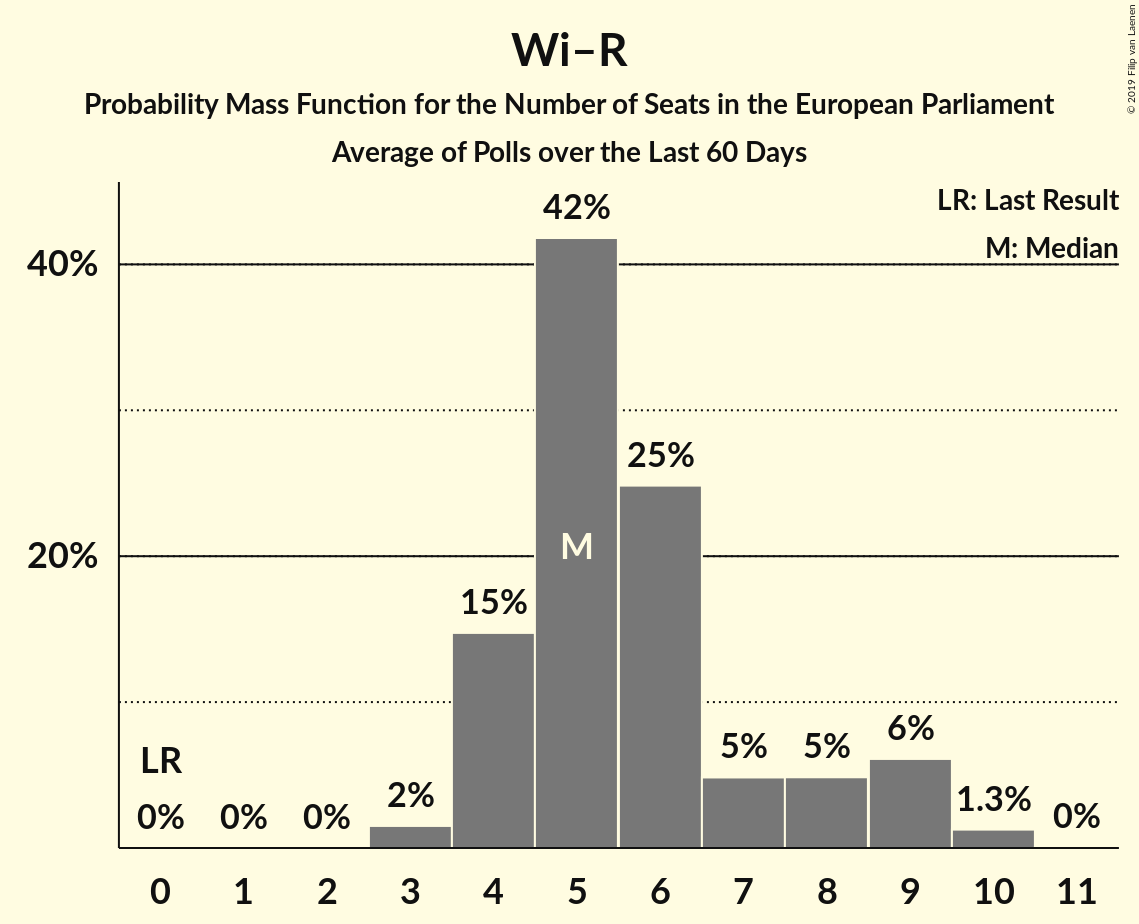 Wi–R
Probability Mass Function for the Number of Seats in the European Parliament
Average of Polls over the Last 60 Days
© 2019 Filip van Laenen
LR: Last Result
M: Median
40%
20%
42%
25%
15%
M
LR
0%
0%
0%
2%
5%
5%
6%
1.3%
0%
0 1 2 3 4 5 6 7 8 9 10 11